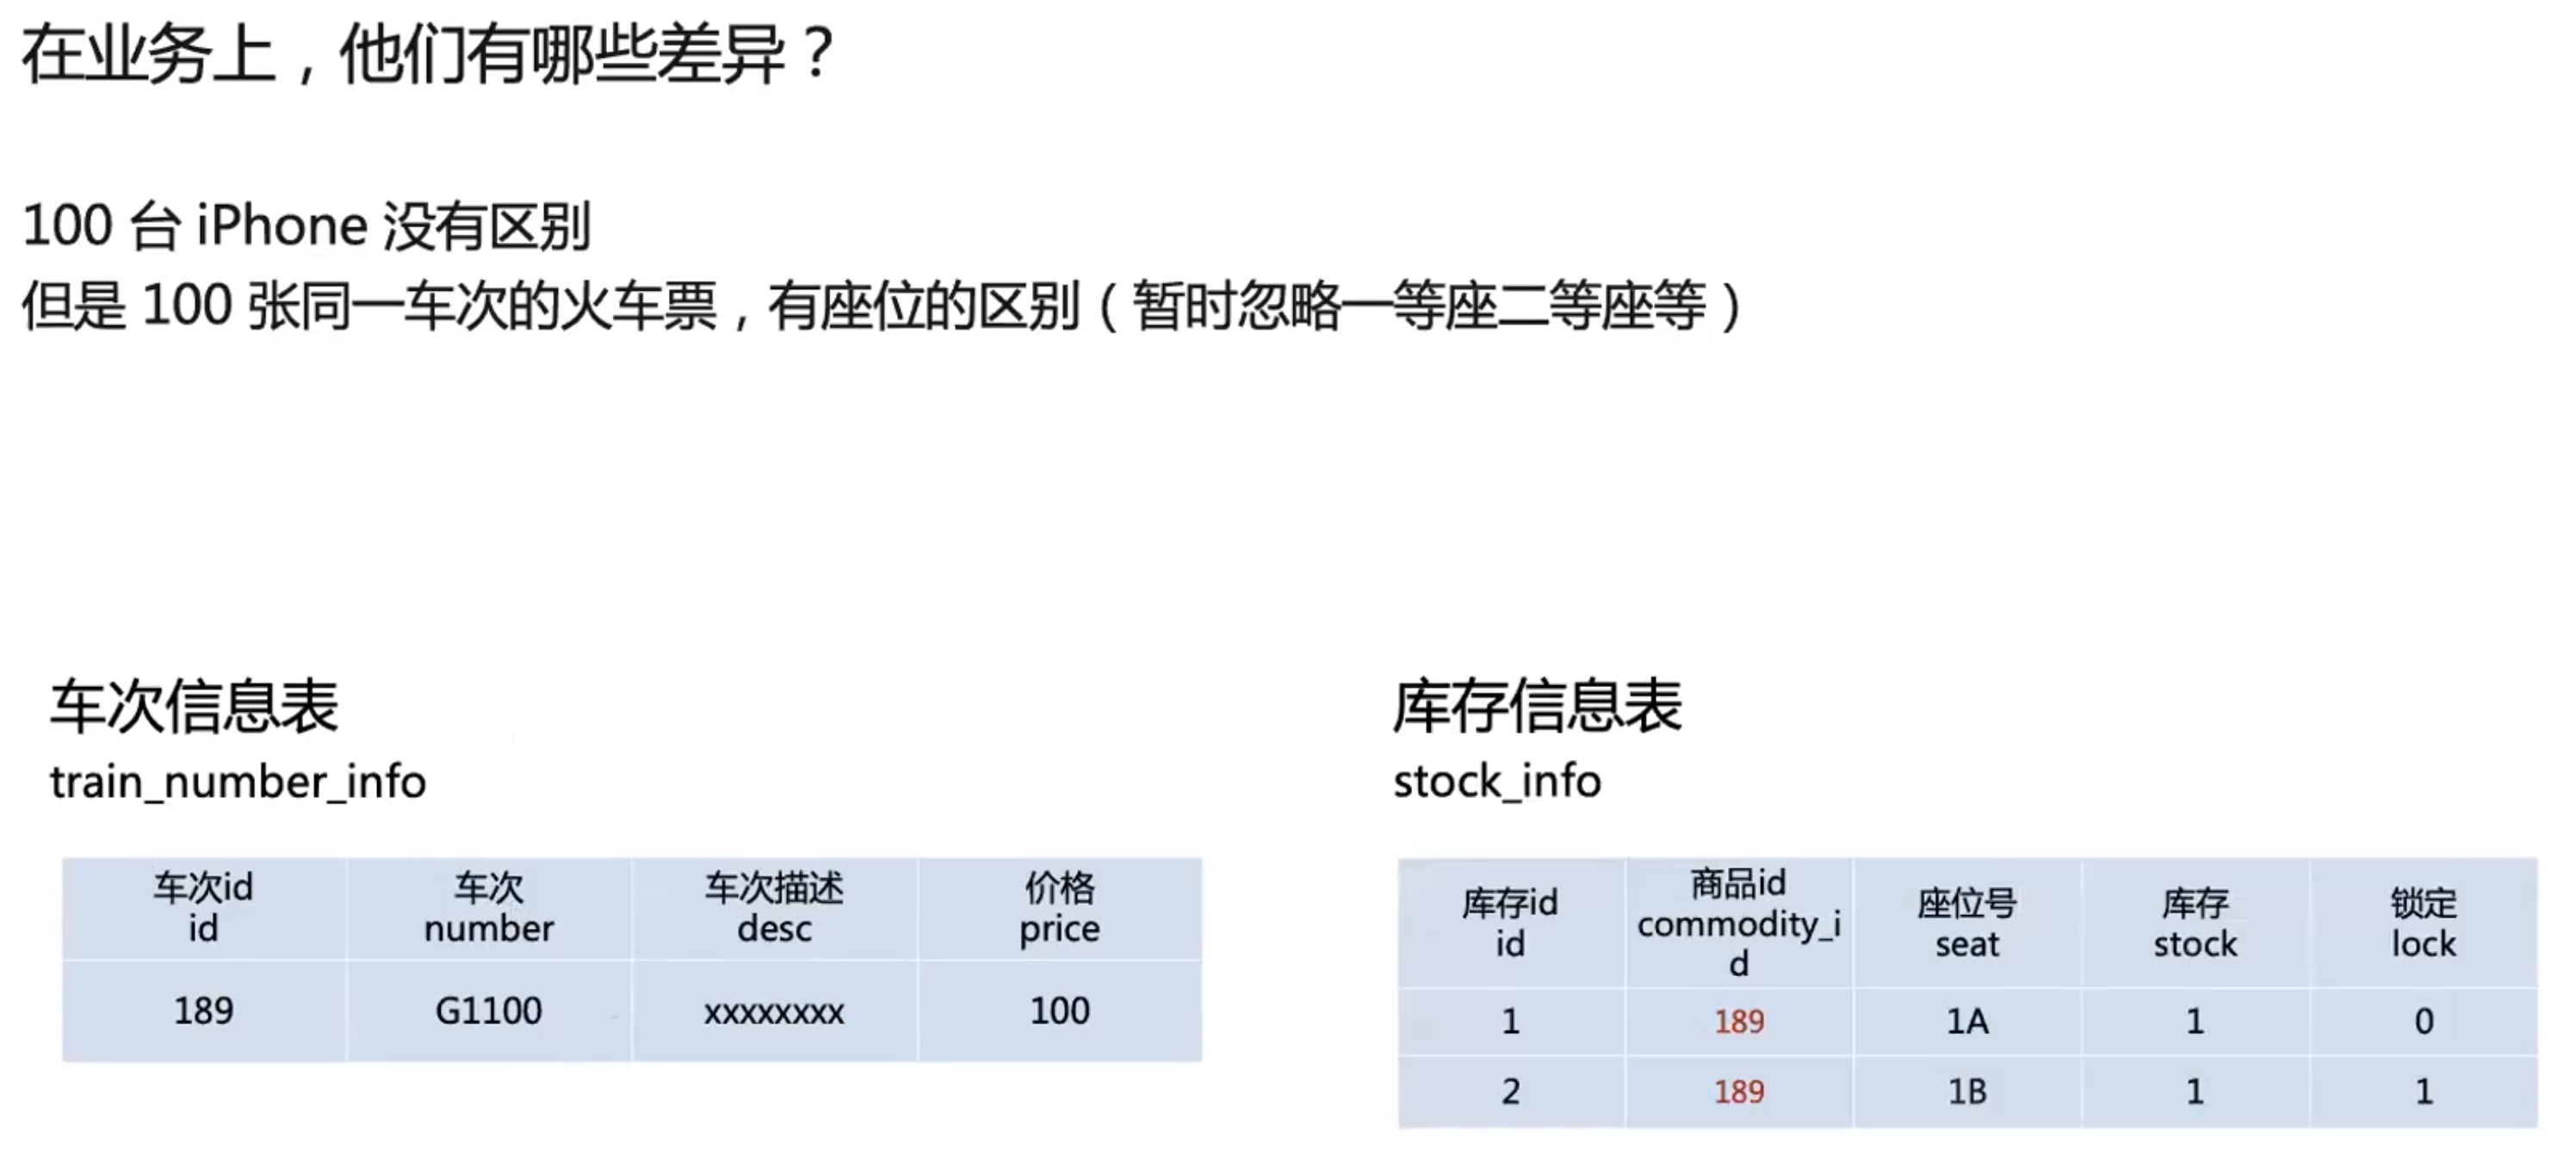 在业务上，他们有哪些差异？
100 台 iPhone 没有区别
但是 100 张同一车次的火车票，有座位的区别（暂时忽略一等座二等座等）
车次信息表
train_number_info
车次id 车次 车次描述 价格
id number desc price
189 G1100 xxxxxxxx 100
库存信息表
stock_info
库存id 商品id 座位号 库存 锁定
id commodity_i seat stock lock
d
1 189 1A 1 0
2 189 1B 1 1